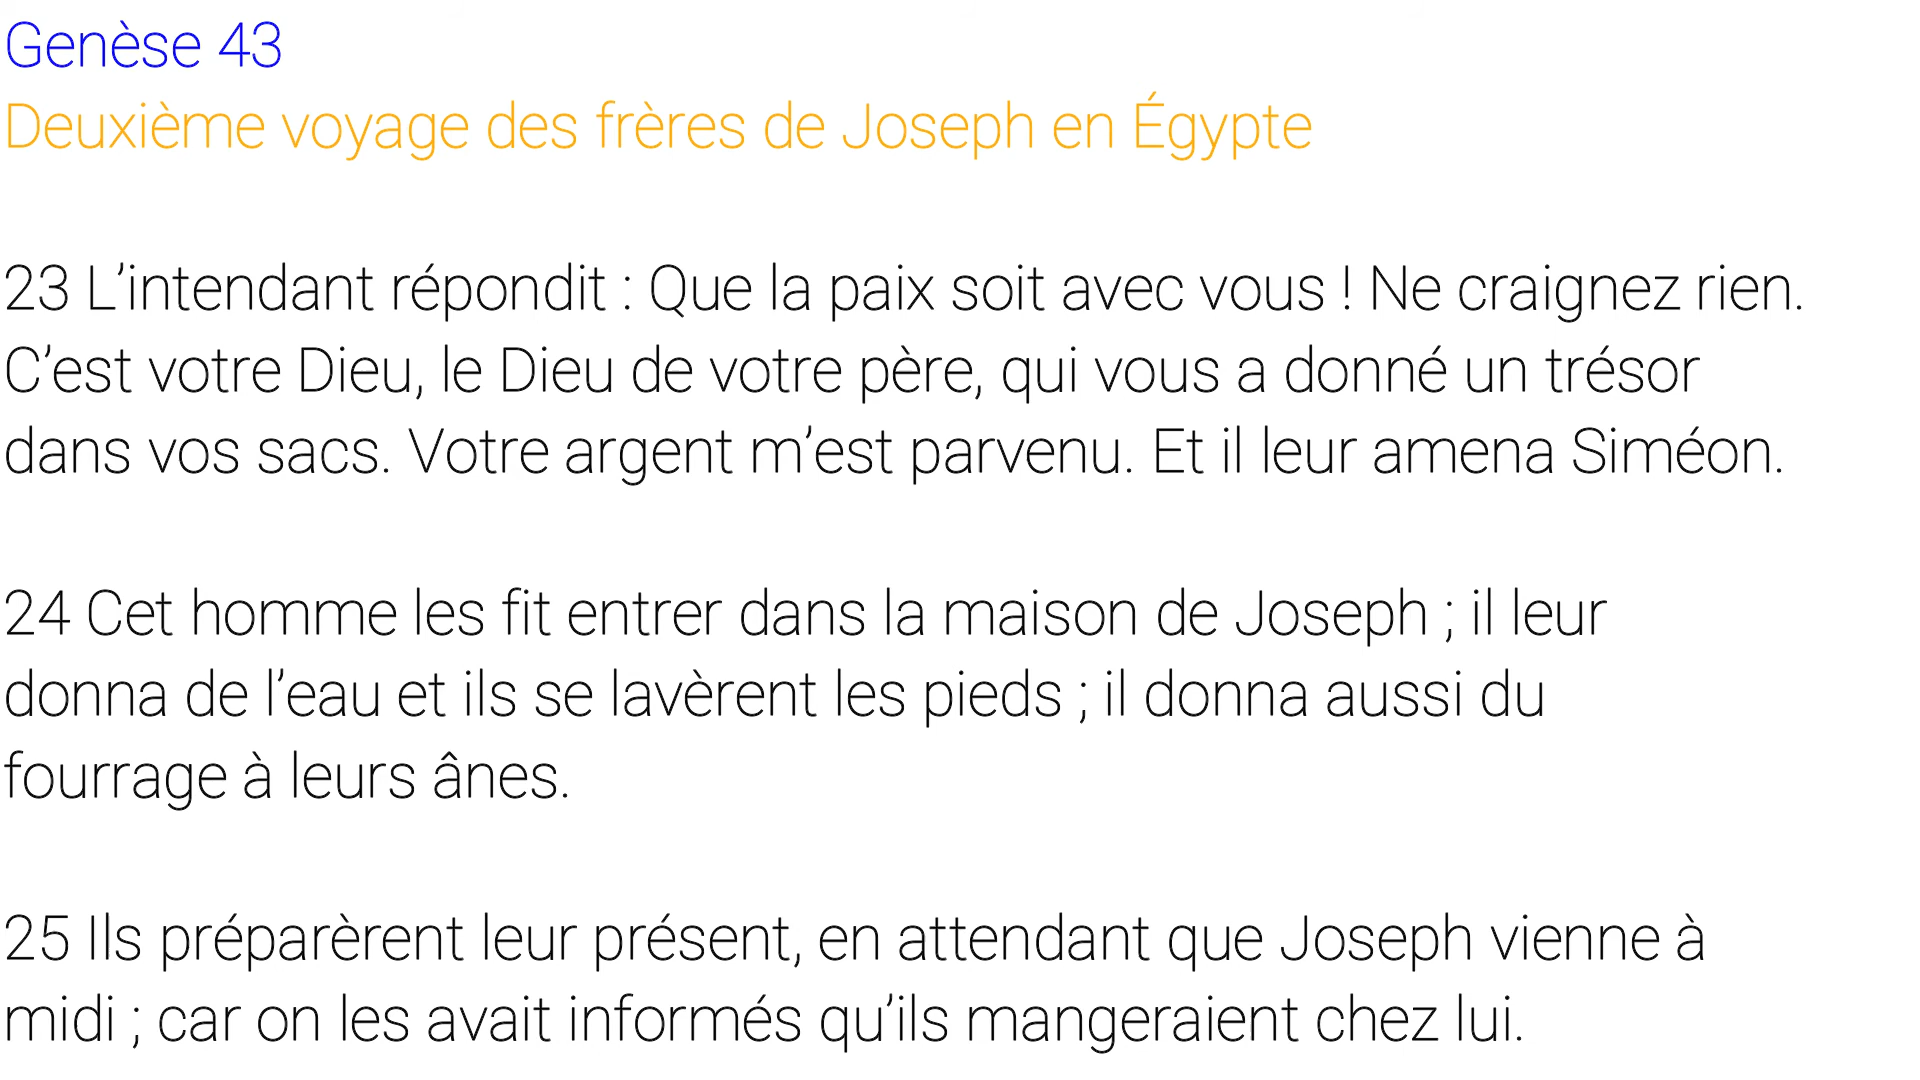 Genèse 43
Deuxième voyage des frères de Joseph en Égypte
23 L’intendant répondit : Que la paix soit avec vous ! Ne craignez rien.
C’est votre Dieu, le Dieu de votre père, qui vous a donné un trésor
dans vos sacs. Votre argent m’est parvenu. Et il leur amena Siméon.
24 Cet homme les fit entrer dans la maison de Joseph ; il leur
donna de l’eau et ils se lavèrent les pieds ; il donna aussi du
fourrage à leurs ânes.
25 Ils préparèrent leur présent, en attendant que Joseph vienne à
midi ; car on les avait informés qu’ils mangeraient chez lui.